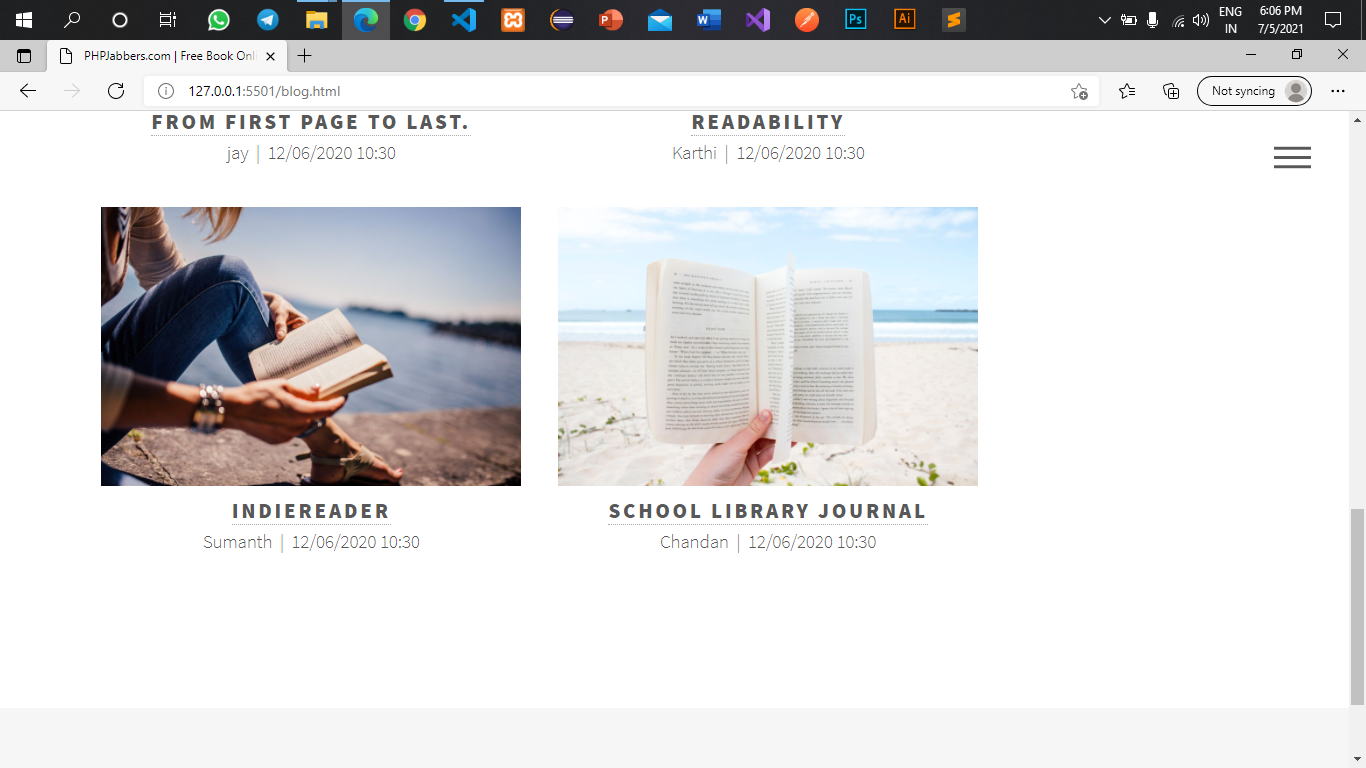 ENG
6:06 PM
IN
7/5/2021
PHPJabbers.com | Free Book Onli
127.0.0.1:5501/blog.html
Not syncing
FROM FIRST PAGE TO LAST.
READABILITY
jay | 12/06/2020 10:30
Karthi | 12/06/2020 10:30
INDIEREADER
SCHOOL LIBRARY JOURNAL
Sumanth | 12/06/2020 10:30
Chandan | 12/06/2020 10:30